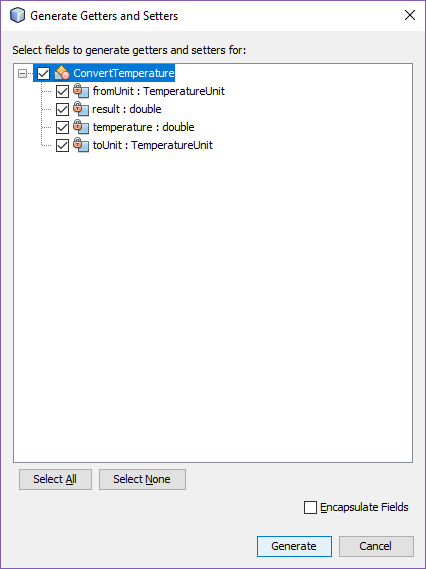 Generate Getters and Setters
Select fields to generate getters and setters for:
ConvertTemperature
fromUnit : TemperatureUnit
result : double
temperature : double
toUnit : TemperatureUnit
Select All
Select None
Encapsulate Fields
Generate
Cancel